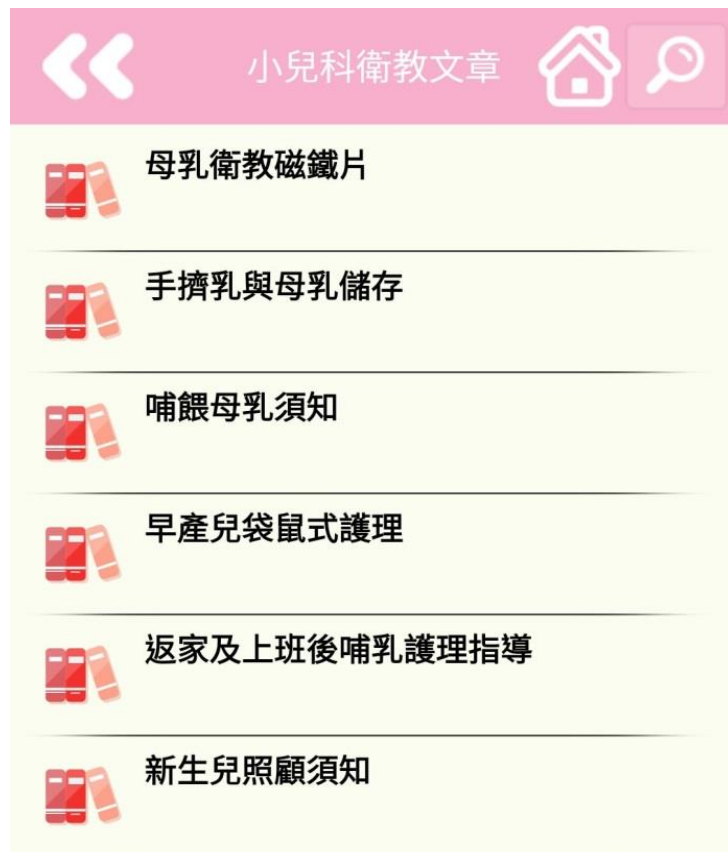 小兒科衛教文章
母乳衛教磁鐵片
手擠乳與母乳儲存
哺餵母乳須知
早產兒袋鼠式護理
返家及上班後哺乳護理指導
新生兒照顧須知